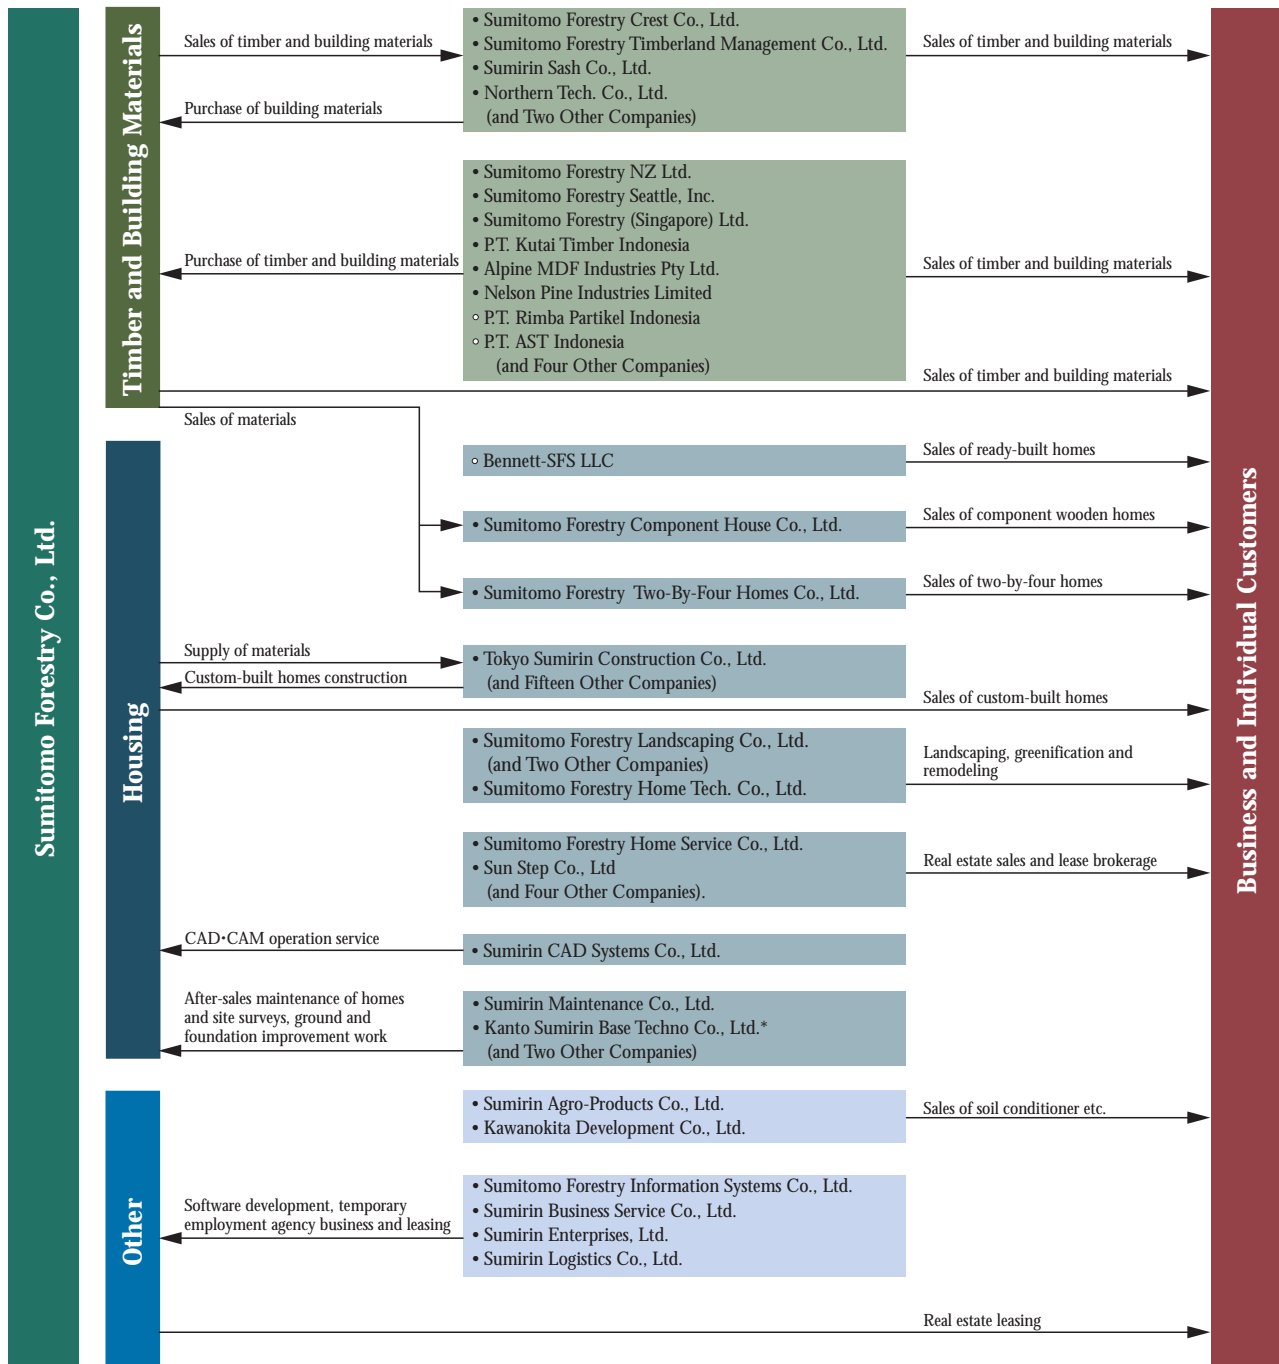 Sumitomo Forestry Co., Ltd.
Timber and Building Materials
Sales of timber and building materials
Purchase of building materials
• Sumitomo Forestry Crest Co., Ltd.
• Sumitomo Forestry Timberland Management Co., Ltd.
• Sumirin Sash Co., Ltd.
• Northern Tech. Co., Ltd.
(and Two Other Companies)
Sales of timber and building materials
Purchase of timber and building materials
• Sumitomo Forestry NZ Ltd.
• Sumitomo Forestry Seattle, Inc.
• Sumitomo Forestry (Singapore) Ltd.
• P.T. Kutai Timber Indonesia
• Alpine MDF Industries Pty Ltd.
• Nelson Pine Industries Limited
○ P.T. Rimba Partikel Indonesia
○ P.T. AST Indonesia
(and Four Other Companies)
Sales of timber and building materials
Sales of timber and building materials
Sales of materials
Housing
○ Bennett-SFS LLC
Sales of ready-built homes
• Sumitomo Forestry Component House Co., Ltd.
Sales of component wooden homes
• Sumitomo Forestry Two-By-Four Homes Co., Ltd.
Sales of two-by-four homes
Supply of materials
Custom-built homes construction
• Tokyo Sumirin Construction Co., Ltd.
(and Fifteen Other Companies)
Sales of custom-built homes
• Sumitomo Forestry Landscaping Co., Ltd.
(and Two Other Companies)
• Sumitomo Forestry Home Tech. Co., Ltd.
Landscaping, greenification and
remodeling
• Sumitomo Forestry Home Service Co., Ltd.
• Sun Step Co., Ltd
(and Four Other Companies).
Real estate sales and lease brokerage
CAD•CAM operation service
• Sumirin CAD Systems Co., Ltd.
After-sales maintenance of homes
and site surveys, ground and
foundation improvement work
• Sumirin Maintenance Co., Ltd.
• Kanto Sumirin Base Techno Co., Ltd.*
(and Two Other Companies)
Other
• Sumirin Agro-Products Co., Ltd.
• Kawanokita Development Co., Ltd.
Sales of soil conditioner etc.
Software development, temporary
employment agency business and leasing
• Sumitomo Forestry Information Systems Co., Ltd.
• Sumirin Business Service Co., Ltd.
• Sumirin Enterprises, Ltd.
• Sumirin Logistics Co., Ltd.
Real estate leasing
Business and Individual Customers